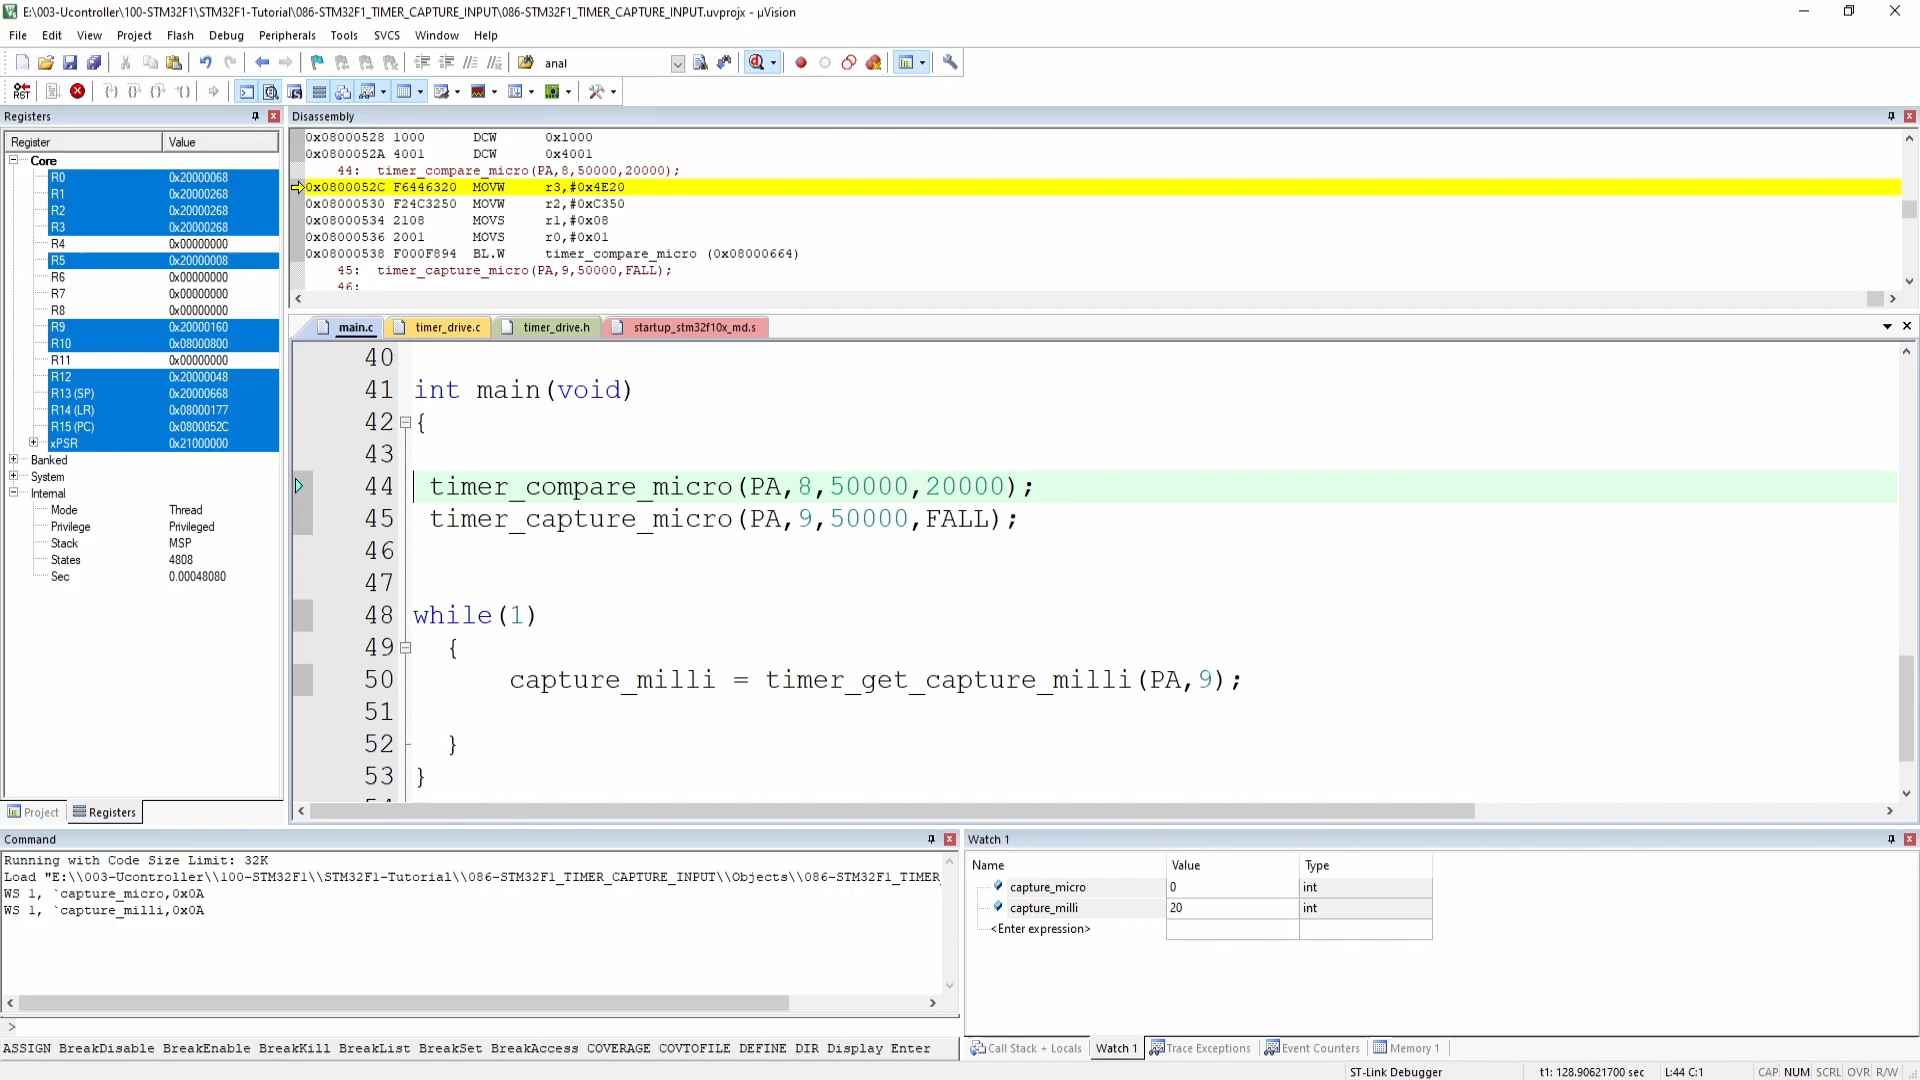 E:\003-Ucontroller\100-STM32F1\STM32F1-Tutorial\086-STM32F1_TIMER_CAPTURE_INPUT\086-STM32F1_TIMER_CAPTURE_INPUT.uvprojx - µVision
File Edit View Project Flash Debug Peripherals Tools SVCS Window Help
anal
RST
Registers
Register Value
Core
R0 0x20000068
R1 0x20000268
R2 0x20000268
R3 0x20000268
R4 0x00000000
R5 0x20000008
R6 0x00000000
R7 0x00000000
R8 0x00000000
R9 0x20000160
R10 0x08000800
R11 0x00000000
R12 0x20000048
R13 (SP) 0x20000668
R14 (LR) 0x08000177
R15 (PC) 0x0800052C
xPSR 0x21000000
Banked
System
Internal
Mode Thread
Privilege Privileged
Stack MSP
States 4808
Sec 0.00048080
Project Registers
Disassembly
0x08000528 1000 DCW 0x1000
0x0800052A 4001 DCW 0x4001
44: timer_compare_micro(PA,8,50000,20000);
0x0800052C F6446320 MOVW r3,#0x4E20
0x08000530 F24C3250 MOVW r2,#0xC350
0x08000534 2108 MOVS r1,#0x08
0x08000536 2001 MOVS r0,#0x01
0x08000538 F000F894 BL.W timer_compare_micro (0x08000664)
45: timer_capture_micro(PA,9,50000,FALL);
46:
main.c timer_drive.c timer_drive.h startup_stm32f10x_md.s
40
41 int main(void)
42 {
43
44 timer_compare_micro(PA,8,50000,20000);
45 timer_capture_micro(PA,9,50000,FALL);
46
47
48 while(1)
49 {
50 capture_milli = timer_get_capture_milli(PA,9);
51
52 }
53 }
54
Command
Running with Code Size Limit: 32K
Load "E:\\003-Ucontroller\\100-STM32F1\\STM32F1-Tutorial\\086-STM32F1_TIMER_CAPTURE_INPUT\\Objects\\086-STM32F1_TIMER_
WS 1, `capture_micro,0x0A
WS 1, `capture_milli,0x0A
>
ASSIGN BreakDisable BreakEnable BreakKill BreakList BreakSet BreakAccess COVERAGE COVTOFILE DEFINE DIR Display Enter
Watch 1
Name Value Type
capture_micro 0 int
capture_milli 20 int
<Enter expression>
Call Stack + Locals Watch 1 Trace Exceptions Event Counters Memory 1
ST-Link Debugger t1: 128.90621700 sec L:44 C:1 CAP NUM SCRL OVR R/W